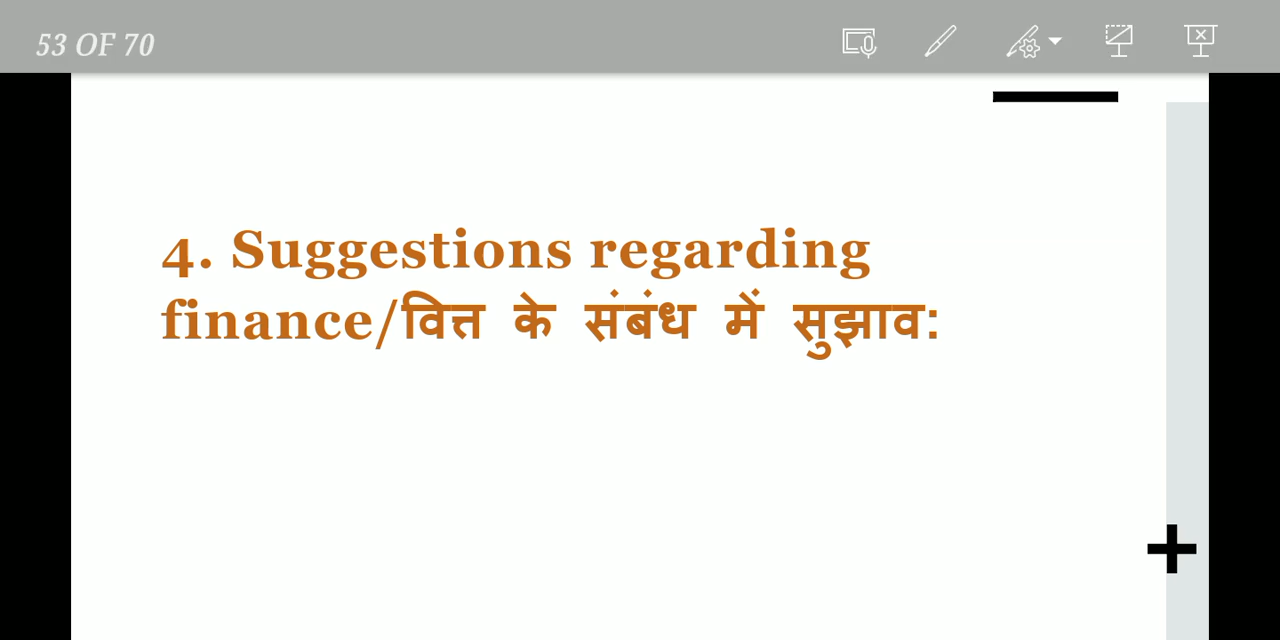 53 OF 70
4. Suggestions regarding
finance/वित्त के संबंध में सुझाव: